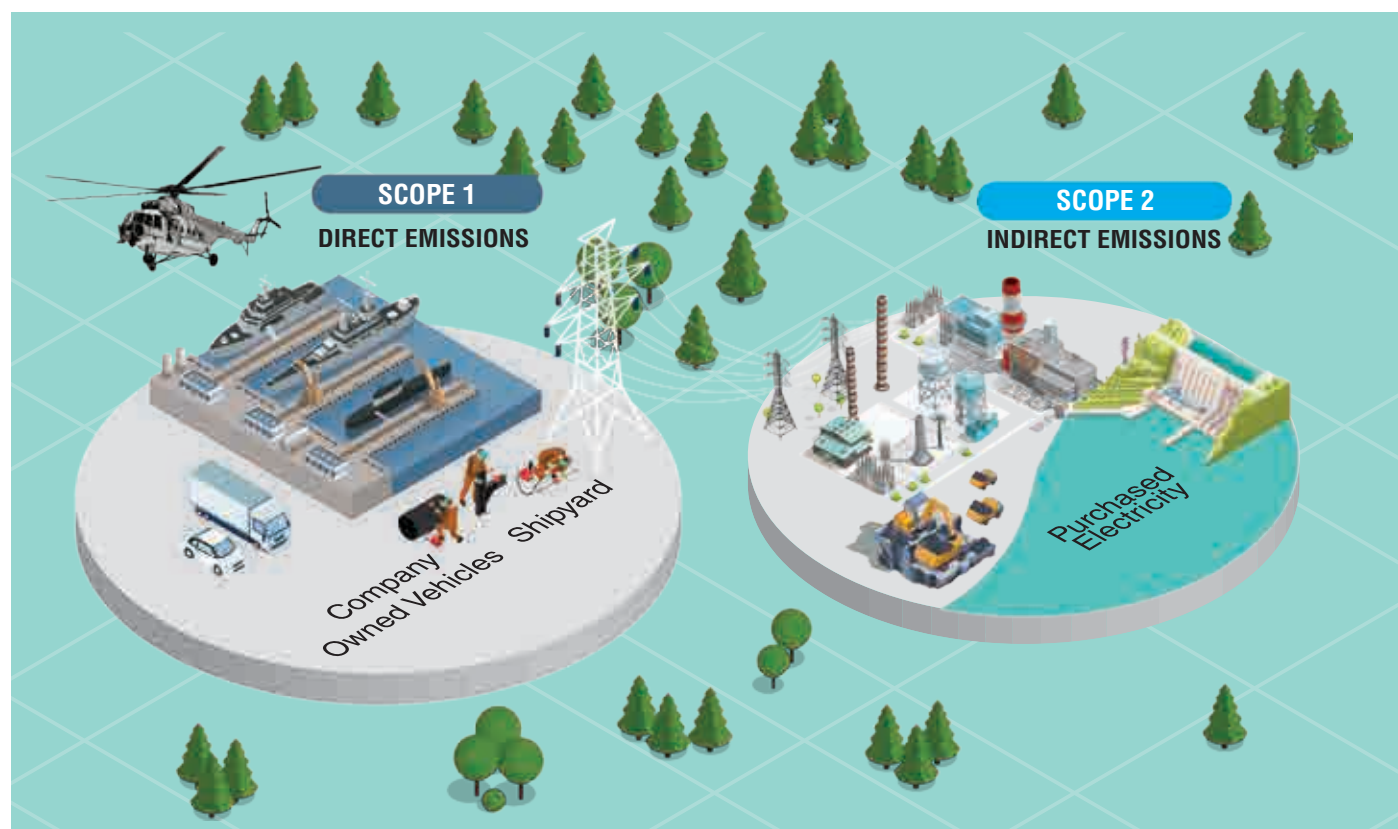 SCOPE 1
DIRECT EMISSIONS
SCOPE 2
INDIRECT EMISSIONS
Company
Owned Vehicles
Shipyard
Purchased
Electricity